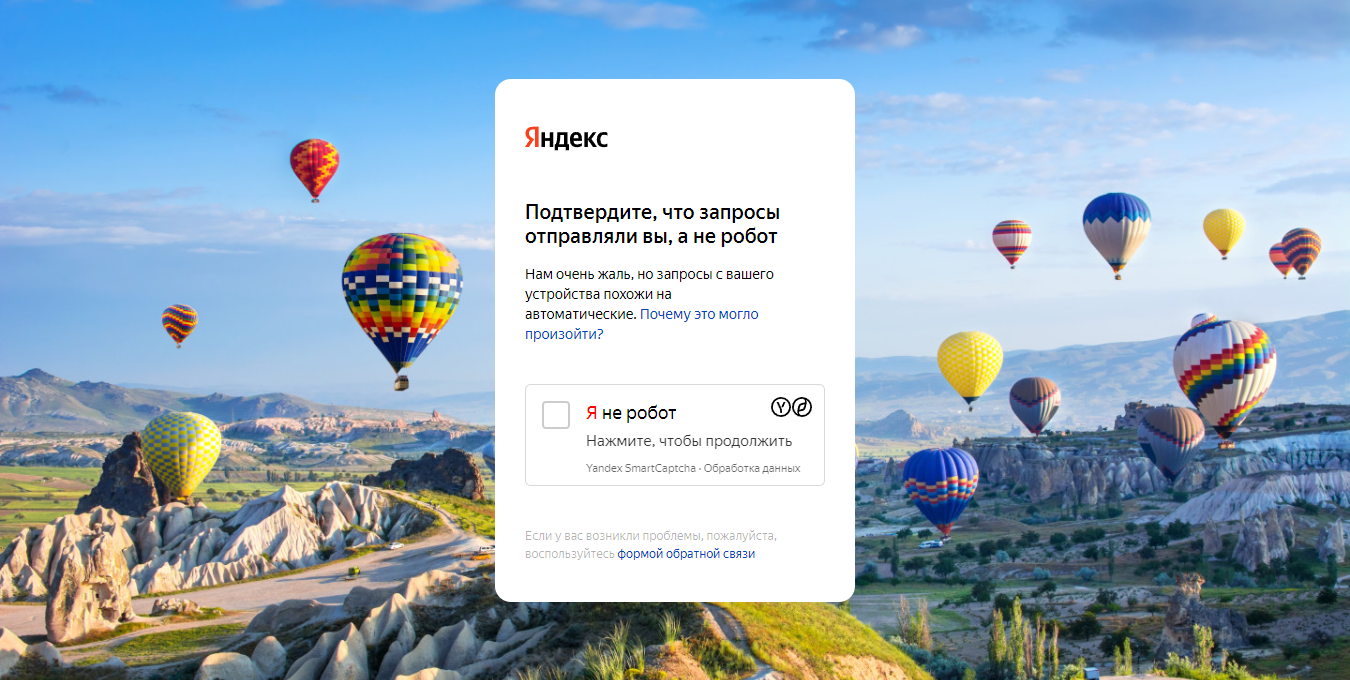 Яндекс
Подтвердите, что запросы
отправляли вы, а не робот
Нам очень жаль, но запросы с вашего
устройства похожи на
автоматические. Почему это могло
произойти?
Я не робот
Нажмите, чтобы продолжить
Yandex SmartCaptcha · Обработка данных
Если у вас возникли проблемы, пожалуйста,
воспользуйтесь формой обратной связи